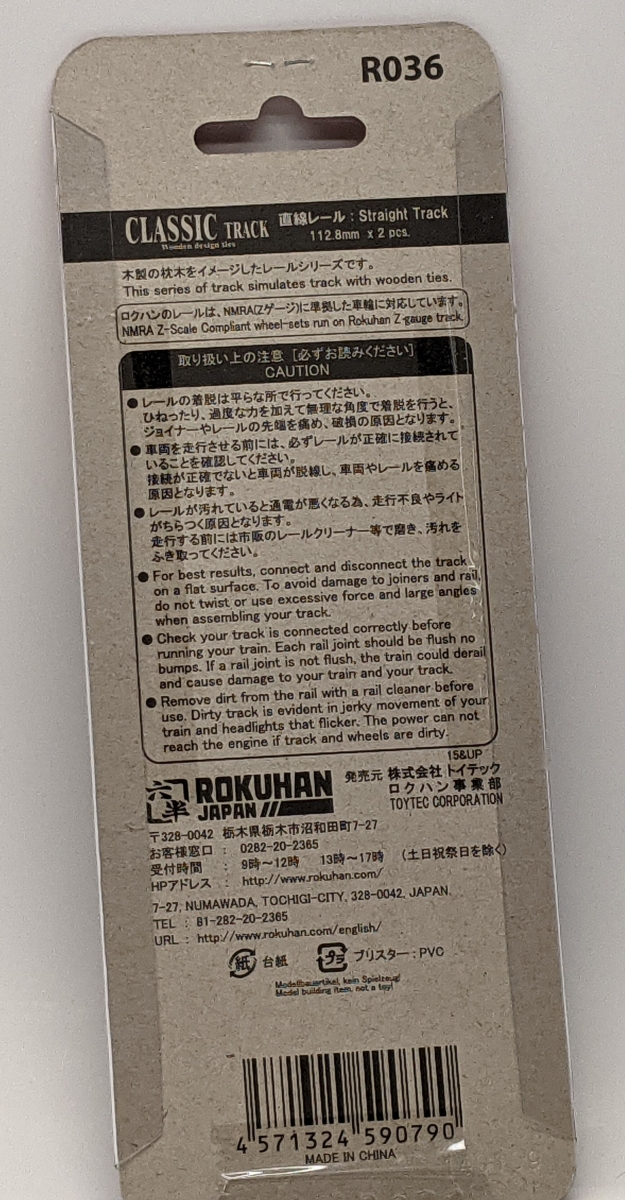 R036
CLASSIC TRACK
Wooden design ties
直線レール : Straight Track
112.8mm x 2 pcs.
木製の枕木をイメージしたレールシリーズです。
This series of track simulates track with wooden ties.
ロクハンのレールは、NMRA(Zゲージ)に準拠した車輪に対応しています。
NMRA Z-Scale Compliant wheel-sets run on Rokuhan Z-gauge track.
取り扱い上の注意 [必ずお読みください]
CAUTION
● レールの着脱は平らな所で行ってください。
ひねったり、過度な力を加えて無理な角度で着脱を行うと、
ジョイナーやレールの先端を痛め、破損の原因となります。
● 車両を走行させる前には、必ずレールが正確に接続されて
いることを確認してください。
接続が正確でないと車両が脱線し、車両やレールを痛める
原因となります。
● レールが汚れていると通電が悪くなる為、走行不良やライト
がちらつく原因となります。
走行する前には市販のレールクリーナー等で磨き、汚れを
ふき取ってください。
● For best results, connect and disconnect the track
on a flat surface. To avoid damage to joiners and rail,
do not twist or use excessive force and large angles
when assembling your track.
● Check your track is connected correctly before
running your train. Each rail joint should be flush no
bumps. If a rail joint is not flush, the train could derail
and cause damage to your train and your track.
● Remove dirt from the rail with a rail cleaner before
use. Dirty track is evident in jerky movement of your
train and headlights that flicker. The power can not
reach the engine if track and wheels are dirty.
15&UP
六半 ROKUHAN
JAPAN
発売元 株式会社 トイテック
ロクハン事業部
TOYTEC CORPORATION
〒328-0042 栃木県栃木市沼和田町7-27
お客様窓口 : 0282-20-2365
受付時間 : 9時～12時 13時～17時 (土日祝祭日を除く)
HPアドレス : http://www.rokuhan.com/
7-27, NUMAWADA, TOCHIGI-CITY, 328-0042, JAPAN.
TEL : 81-282-20-2365
URL : http://www.rokuhan.com/english/
紙 台紙 プラ ブリスター : PVC
Modellbauartikel, kein Spielzeug!
Model building item, not a toy!
4 571324 590790
MADE IN CHINA